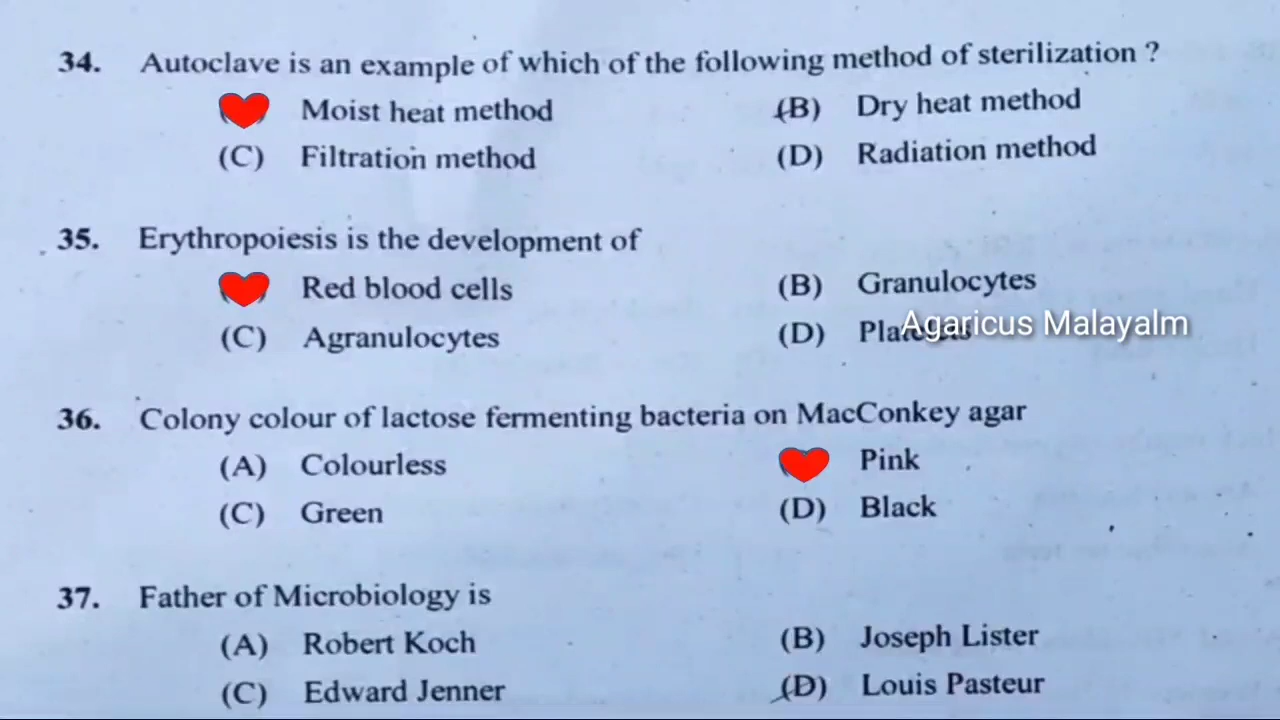 34. Autoclave is an example of which of the following method of sterilization ?
Moist heat method (B) Dry heat method
(C) Filtration method (D) Radiation method
35. Erythropoiesis is the development of
Red blood cells (B) Granulocytes
(C) Agranulocytes (D)
Agaricus Malayalm
36. Colony colour of lactose fermenting bacteria on MacConkey agar
(A) Colourless Pink
(C) Green (D) Black
37. Father of Microbiology is
(A) Robert Koch (B) Joseph Lister
(C) Edward Jenner (D) Louis Pasteur